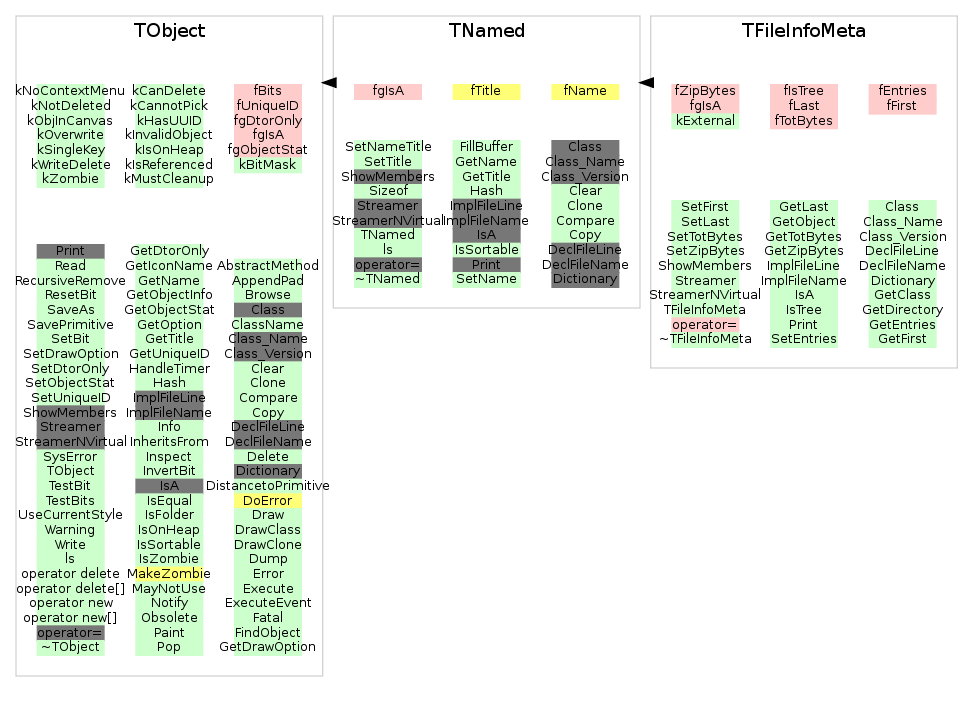 TObject
kNoContextMenu kCanDelete fBits
kNotDeleted kCannotPick fUniqueID
kObjInCanvas kHasUUID fgDtorOnly
kOverwrite kInvalidObject fgIsA
kSingleKey kIsOnHeap fgObjectStat
kWriteDelete kIsReferenced kBitMask
kZombie kMustCleanup
Print GetDtorOnly
Read GetIconName AbstractMethod
RecursiveRemove GetName AppendPad
ResetBit GetObjectInfo Browse
SaveAs GetObjectStat Class
SavePrimitive GetOption ClassName
SetBit GetTitle Class_Name
SetDrawOption GetUniqueID Class_Version
SetDtorOnly HandleTimer Clear
SetObjectStat Hash Clone
SetUniqueID ImplFileLine Compare
ShowMembers ImplFileName Copy
Streamer Info DeclFileLine
StreamerNVirtual InheritsFrom DeclFileName
SysError Inspect Delete
TObject InvertBit Dictionary
TestBit IsA DistancetoPrimitive
TestBits IsEqual DoError
UseCurrentStyle IsFolder Draw
Warning IsOnHeap DrawClass
Write IsSortable DrawClone
ls IsZombie Dump
operator delete MakeZombie Error
operator delete[] MayNotUse Execute
operator new Notify ExecuteEvent
operator new[] Obsolete Fatal
operator= Paint FindObject
~TObject Pop GetDrawOption
TNamed
fgIsA fTitle fName
SetNameTitle FillBuffer Class
SetTitle GetName Class_Name
ShowMembers GetTitle Class_Version
Sizeof Hash Clear
Streamer ImplFileLine Clone
StreamerNVirtual ImplFileName Compare
TNamed IsA Copy
ls IsSortable DeclFileLine
operator= Print DeclFileName
~TNamed SetName Dictionary
TFileInfoMeta
fZipBytes fIsTree fEntries
fgIsA fLast fFirst
kExternal fTotBytes
SetFirst GetLast Class
SetLast GetObject Class_Name
SetTotBytes GetTotBytes Class_Version
SetZipBytes GetZipBytes DeclFileLine
ShowMembers ImplFileLine DeclFileName
Streamer ImplFileName Dictionary
StreamerNVirtual IsA GetClass
TFileInfoMeta IsTree GetDirectory
operator= Print GetEntries
~TFileInfoMeta SetEntries GetFirst